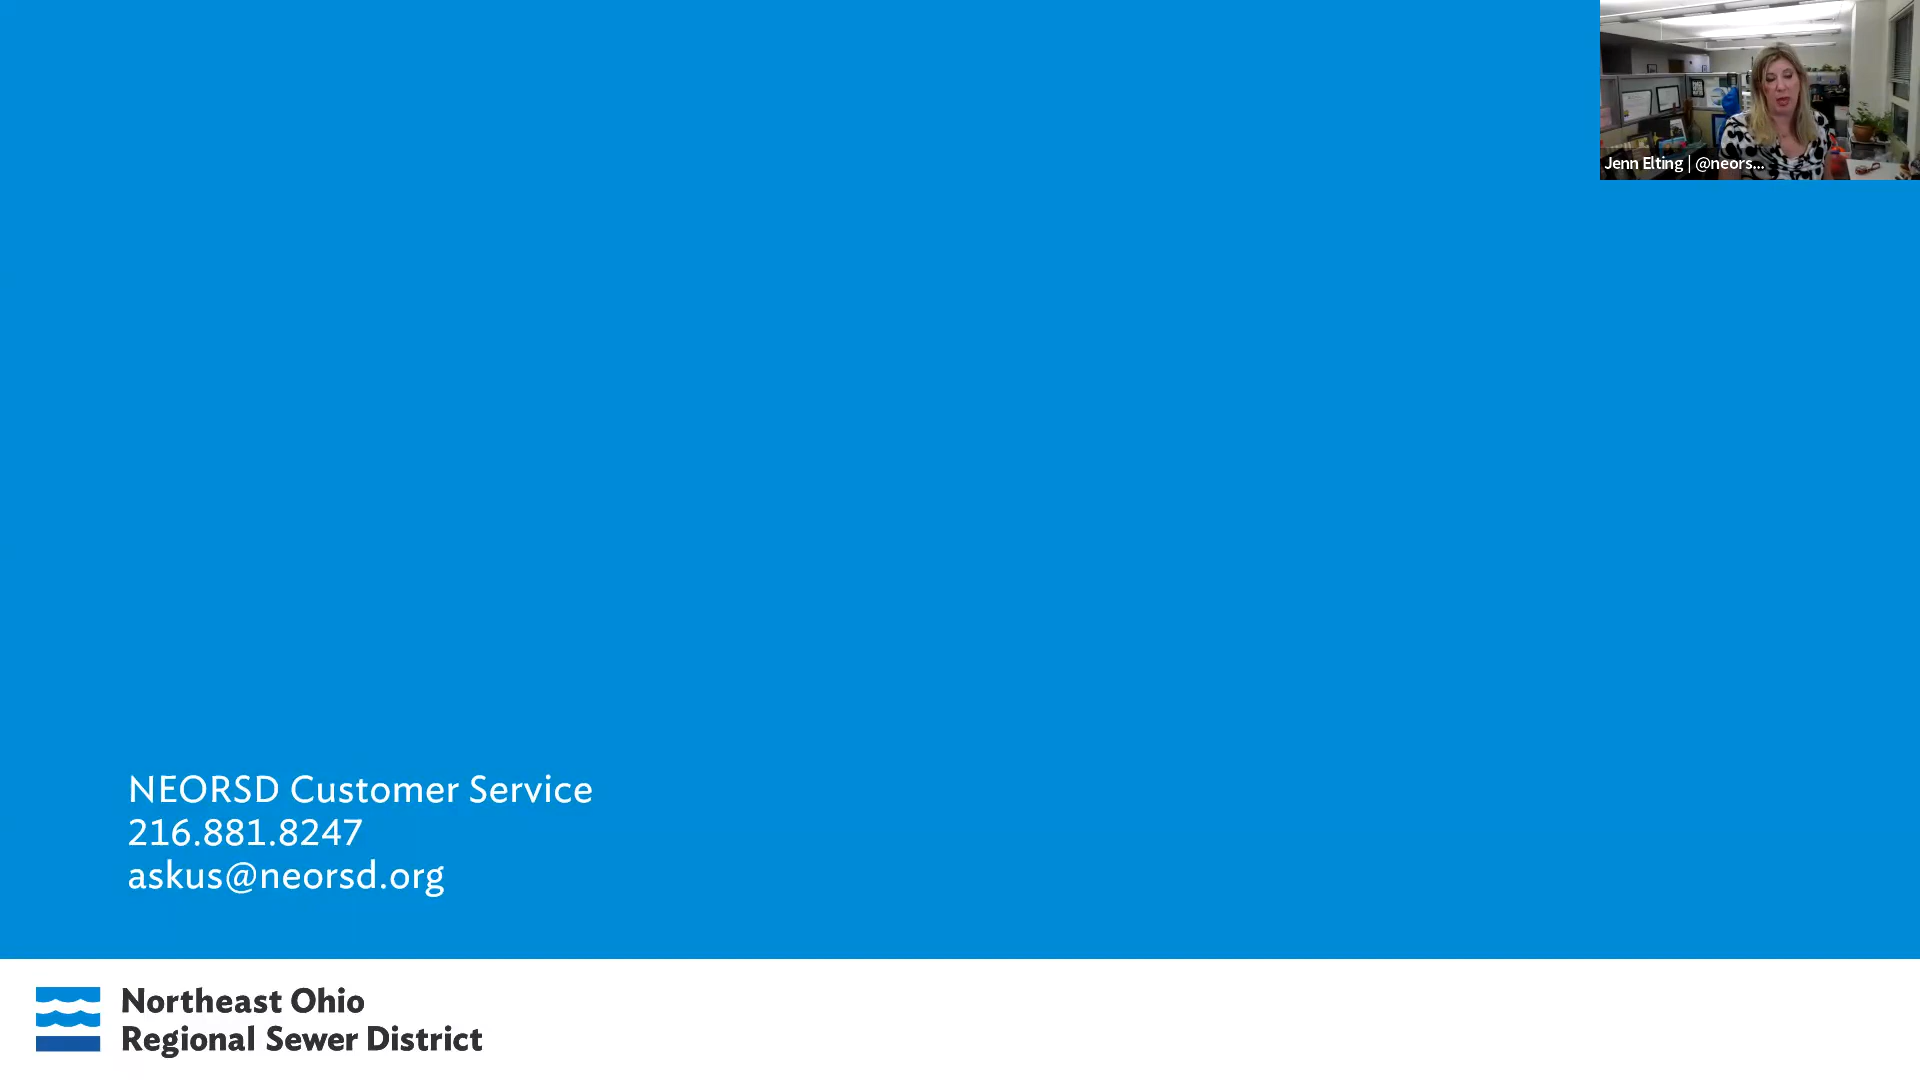 Jenn Elting | @neors...
NEORSD Customer Service
216.881.8247
askus@neorsd.org
Northeast Ohio
Regional Sewer District